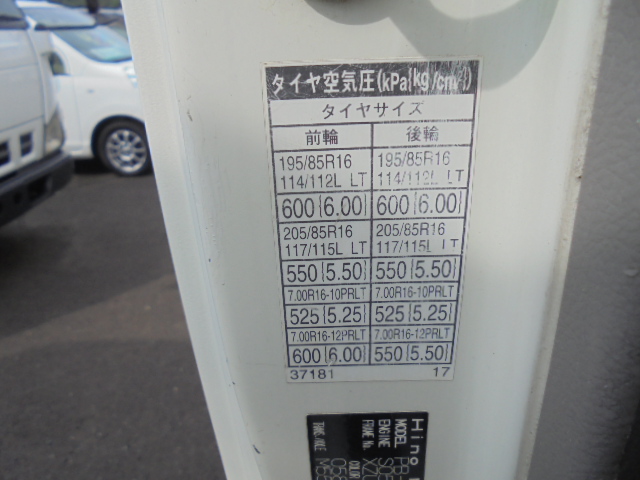 タイヤ空気圧(kPa{kg/cm²})
タイヤサイズ
前輪 後輪
195/85R16 195/85R16
114/112L LT 114/112L LT
600{6.00} 600{6.00}
205/85R16 205/85R16
117/115L LT 117/115L LT
550{5.50} 550{5.50}
7.00R16-10PRLT 7.00R16-10PRLT
525{5.25} 525{5.25}
7.00R16-12PRLT 7.00R16-12PRLT
600{6.00} 550{5.50}
37181 17
Hino
MODEL
ENGINE
FRAME No.
COLOR
TRANS./AXLE